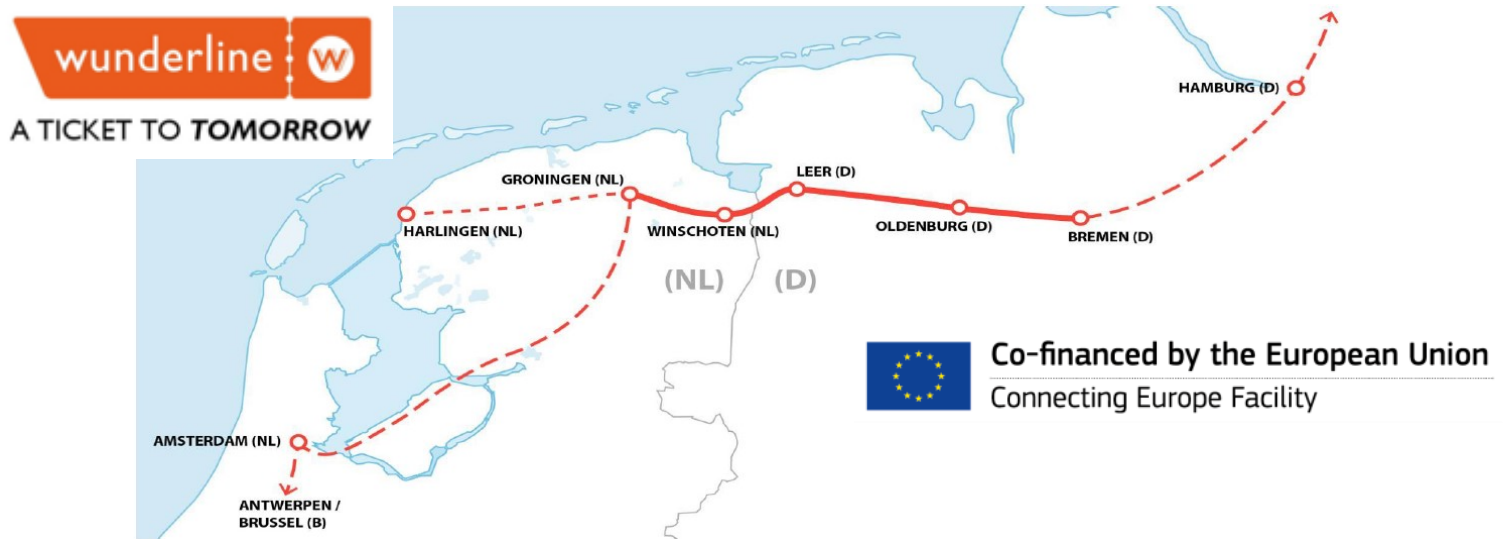 wunderline W
A TICKET TO TOMORROW
HAMBURG (D)
LEER (D)
GRONINGEN (NL)
HARLINGEN (NL)
WINSCHOTEN (NL)
OLDENBURG (D)
BREMEN (D)
(NL) (D)
Co-financed by the European Union
Connecting Europe Facility
AMSTERDAM (NL)
ANTWERPEN /
BRUSSEL (B)